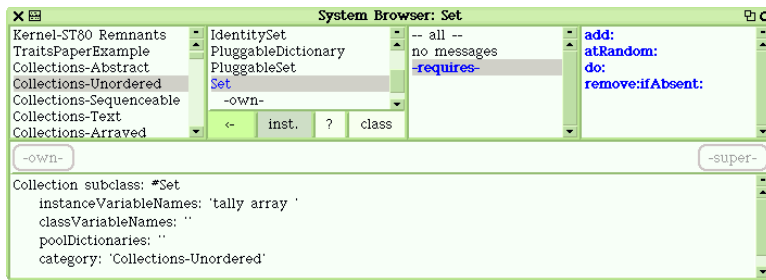 System Browser: Set
Kernel-ST80 Remnants
TraitsPaperExample
Collections-Abstract
Collections-Unordered
Collections-Sequenceable
Collections-Text
Collections-Arrayed
IdentitySet
PluggableDictionary
PluggableSet
Set
-own-
<- inst. ? class
-- all --
no messages
-requires-
add:
atRandom:
do:
remove:ifAbsent:
-own- -super-
Collection subclass: #Set
instanceVariableNames: 'tally array '
classVariableNames: ''
poolDictionaries: ''
category: 'Collections-Unordered'